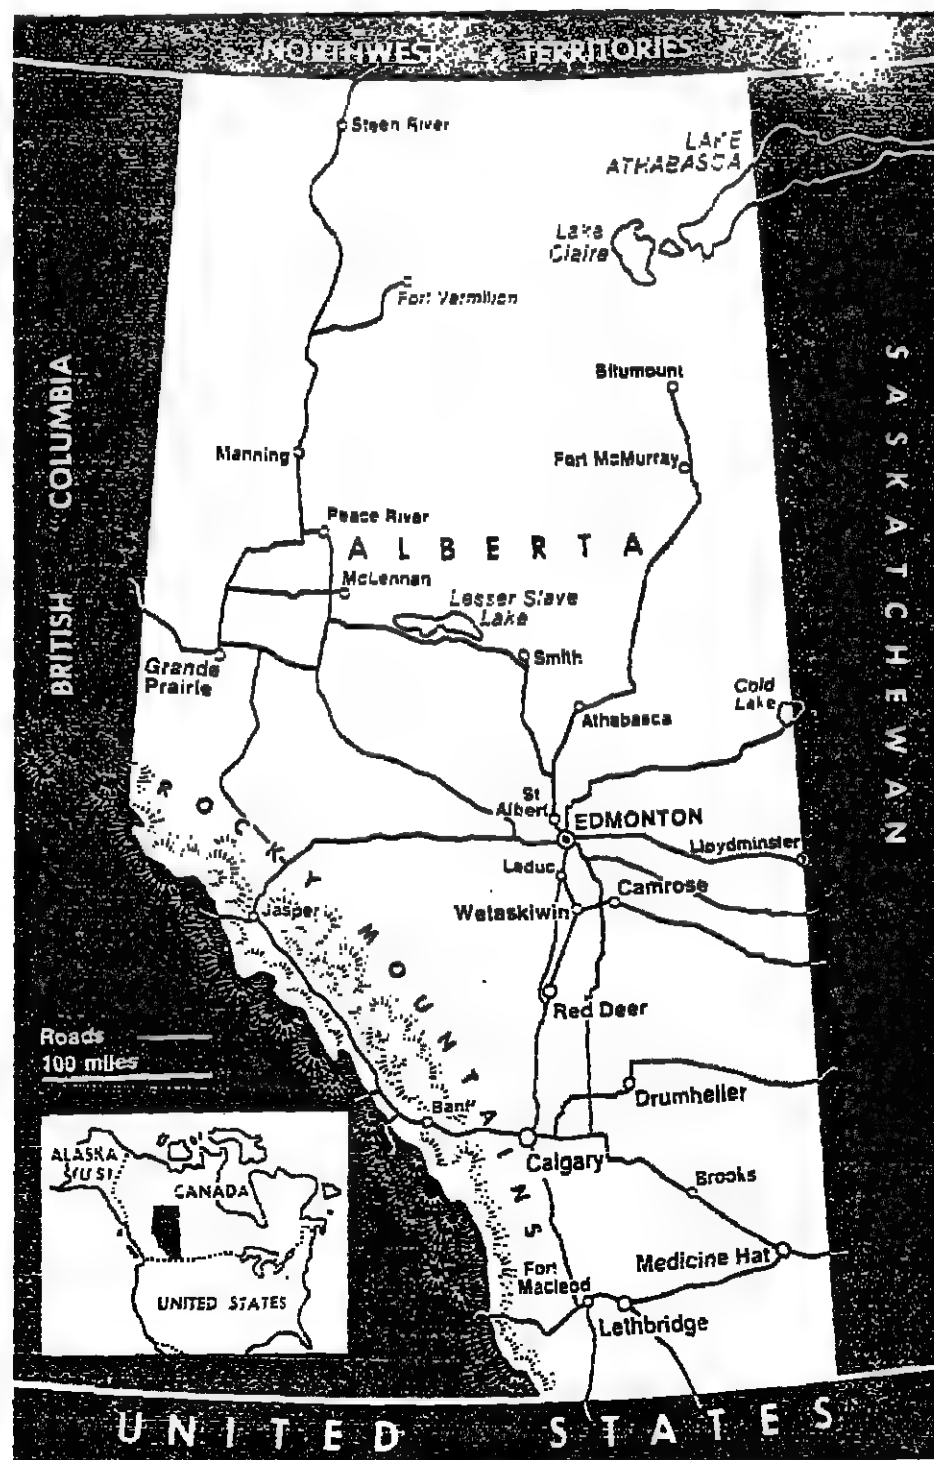 NORTHWEST TERRITORIES
Steen River
LAKE
ATHABASCA
Lake
Claire
Fort Vermilion
Bitumount
Manning
Fort McMurray
Peace River
ALBERTA
McLennan
Lesser Slave
Lake
Smith
Grande
Prairie
Cold
Lake
Athabasca
BRITISH COLUMBIA
SASKATCHEWAN
ROCKY MOUNTAINS
St
Albert
EDMONTON
Lloydminster
Leduc
Camrose
Wetaskiwin
Jasper
Red Deer
Roads
100 miles
Drumheller
Banff
Calgary
Brooks
Medicine Hat
Fort
Macleod
Lethbridge
ALASKA
(US)
CANADA
UNITED STATES
UNITED STATES